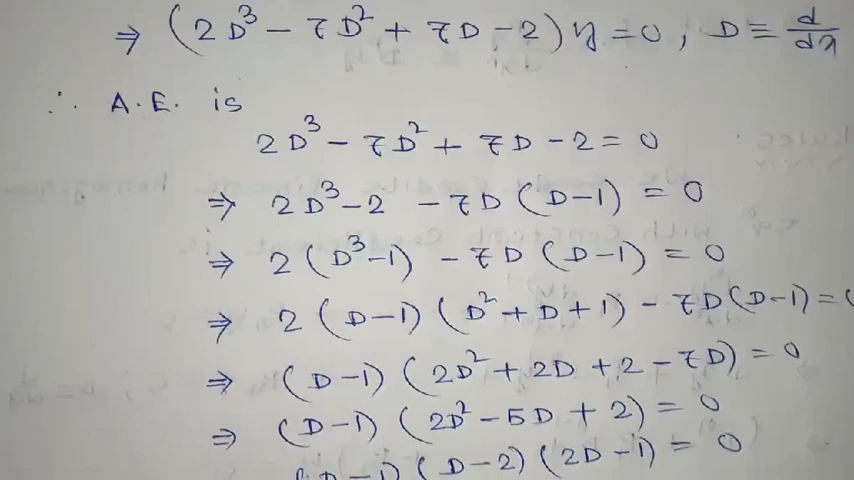 ⇒ (2D³ - 7D² + 7D - 2)y = 0, D ≡ d/dx
∴ A.E. is
2D³ - 7D² + 7D - 2 = 0
⇒ 2D³ - 2 - 7D (D-1) = 0
⇒ 2(D³-1) - 7D (D-1) = 0
⇒ 2(D-1)(D² + D + 1) - 7D(D-1) =
⇒ (D-1)(2D² + 2D + 2 - 7D) = 0
⇒ (D-1)(2D² - 5D + 2) = 0
(D-1)(D-2)(2D-1) = 0